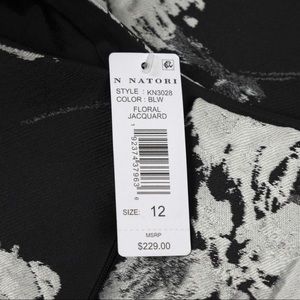 N NATORI
STYLE : KN3028
COLOR : BLW
FLORAL
JACQUARD
SIZE: 12
MSRP
$229.00